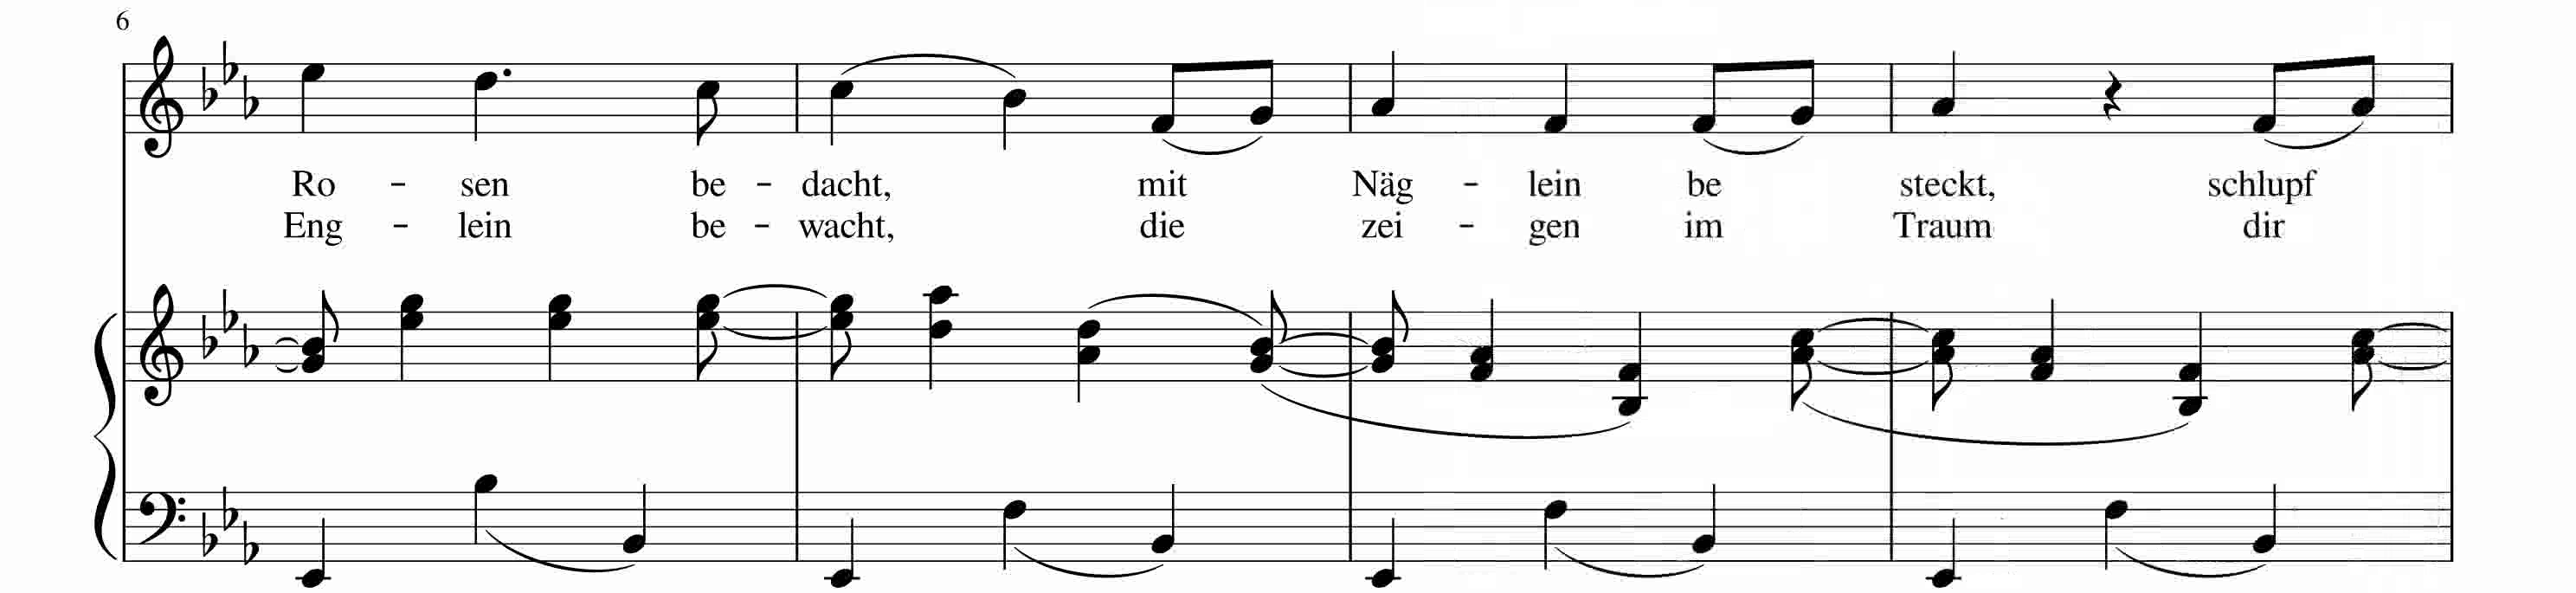 6
Ro - sen be - dacht, mit Näg - lein be steckt, schlupf
Eng - lein be - wacht, die zei - gen im Traum dir